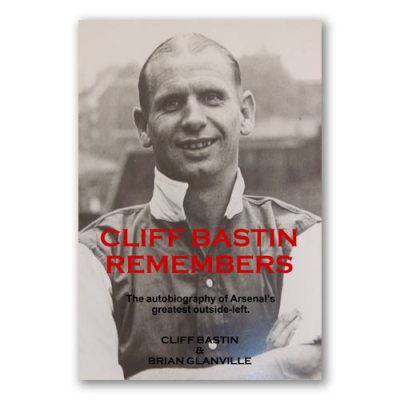 CLIFF BASTIN
REMEMBERS
The autobiography of Arsenal's
greatest outside-left.
CLIFF BASTIN
&
BRIAN GLANVILLE